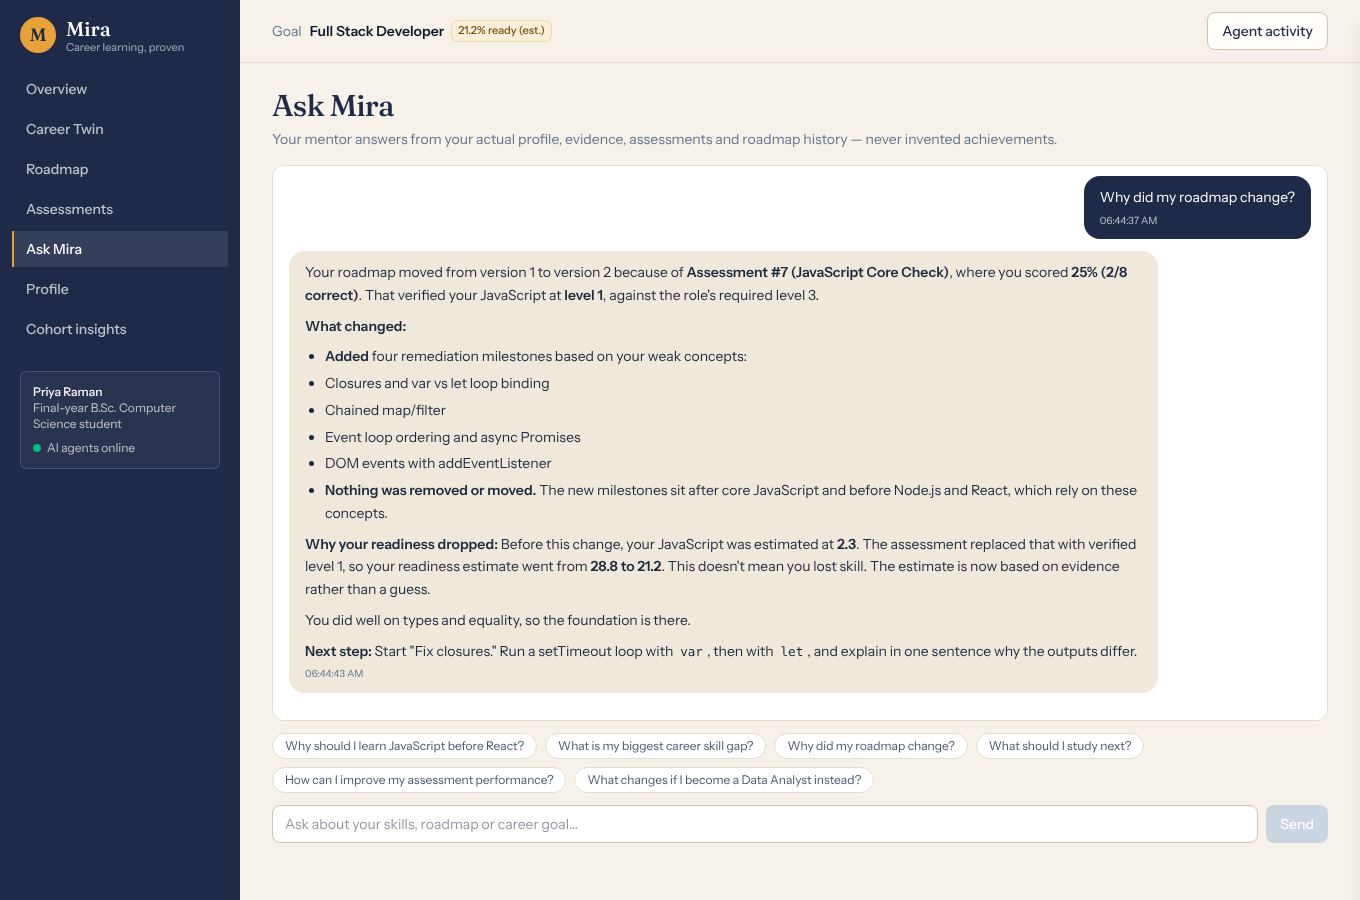 M
Mira
Career learning, proven
Overview
Career Twin
Roadmap
Assessments
Ask Mira
Profile
Cohort insights
Priya Raman
Final-year B.Sc. Computer
Science student
AI agents online
Goal Full Stack Developer 21.2% ready (est.)
Agent activity
Ask Mira
Your mentor answers from your actual profile, evidence, assessments and roadmap history — never invented achievements.
Why did my roadmap change?
06:44:37 AM
Your roadmap moved from version 1 to version 2 because of Assessment #7 (JavaScript Core Check), where you scored 25% (2/8
correct). That verified your JavaScript at level 1, against the role's required level 3.
What changed:
• Added four remediation milestones based on your weak concepts:
• Closures and var vs let loop binding
• Chained map/filter
• Event loop ordering and async Promises
• DOM events with addEventListener
• Nothing was removed or moved. The new milestones sit after core JavaScript and before Node.js and React, which rely on these
concepts.
Why your readiness dropped: Before this change, your JavaScript was estimated at 2.3. The assessment replaced that with verified
level 1, so your readiness estimate went from 28.8 to 21.2. This doesn't mean you lost skill. The estimate is now based on evidence
rather than a guess.
You did well on types and equality, so the foundation is there.
Next step: Start "Fix closures." Run a setTimeout loop with var , then with let , and explain in one sentence why the outputs differ.
06:44:43 AM
Why should I learn JavaScript before React?
What is my biggest career skill gap?
Why did my roadmap change?
What should I study next?
How can I improve my assessment performance?
What changes if I become a Data Analyst instead?
Ask about your skills, roadmap or career goal...
Send